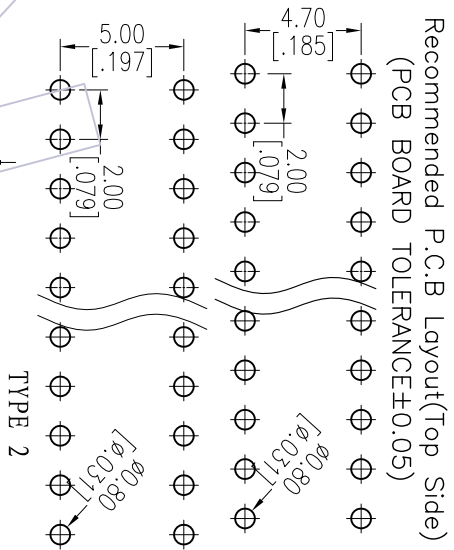 Recommended P.C.B Layout(Top Side)
(PCB BOARD TOLERANCE±0.05)
4.70
[.185]
2.00
[.079]
Ø0.80
[Ø.031]
5.00
[.197]
2.00
[.079]
Ø0.80
[Ø.031]
TYPE 2